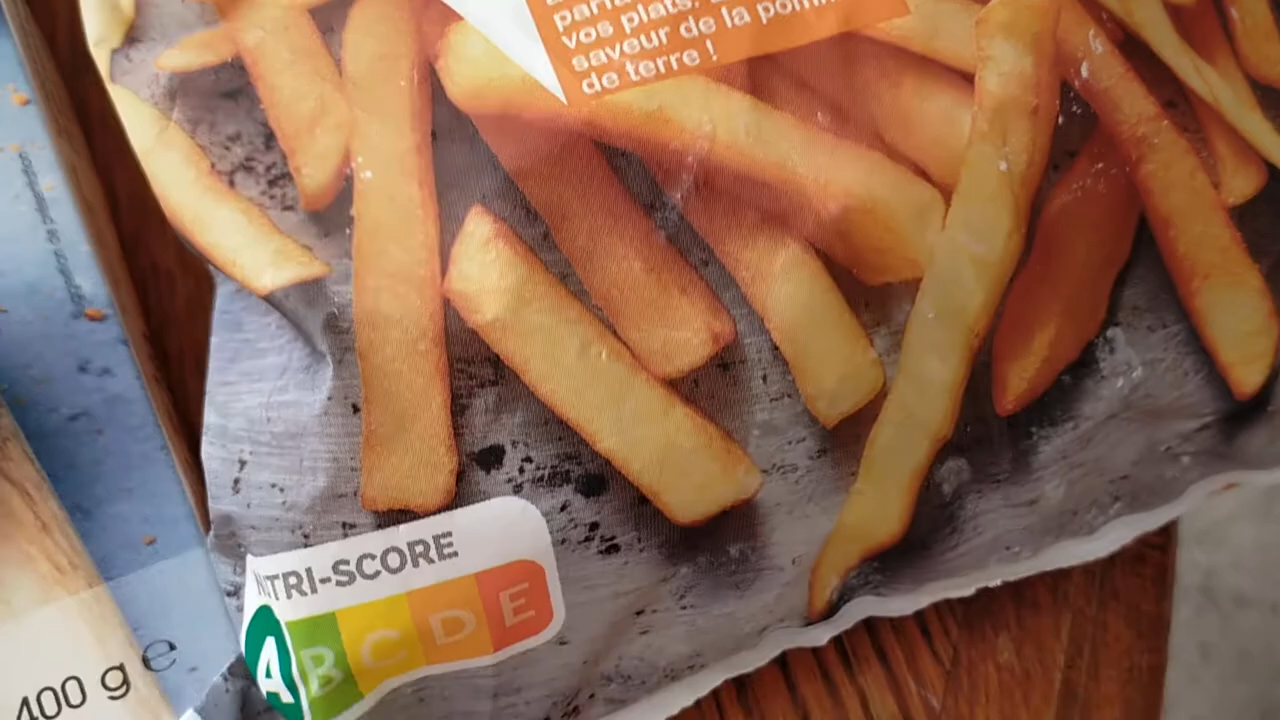 vos plats.
saveur de la pomme
de terre !
NUTRI-SCORE
A B C D E
400 g e